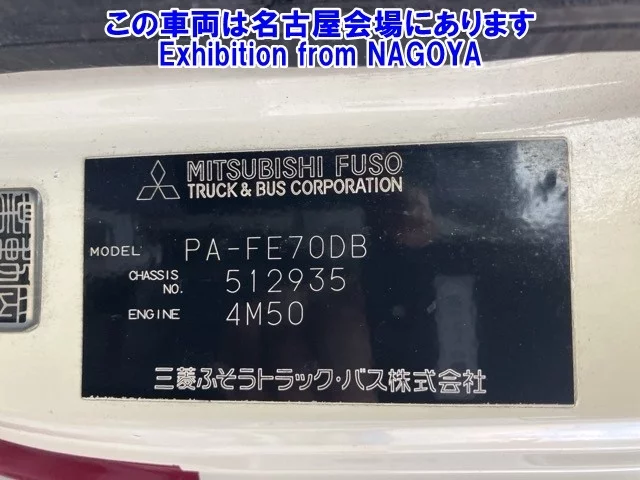 この車両は名古屋会場にあります
Exhibition from NAGOYA
MITSUBISHI FUSO
TRUCK & BUS CORPORATION
MODEL PA-FE70DB
CHASSIS NO. 512935
ENGINE 4M50
三菱ふそうトラック・バス株式会社